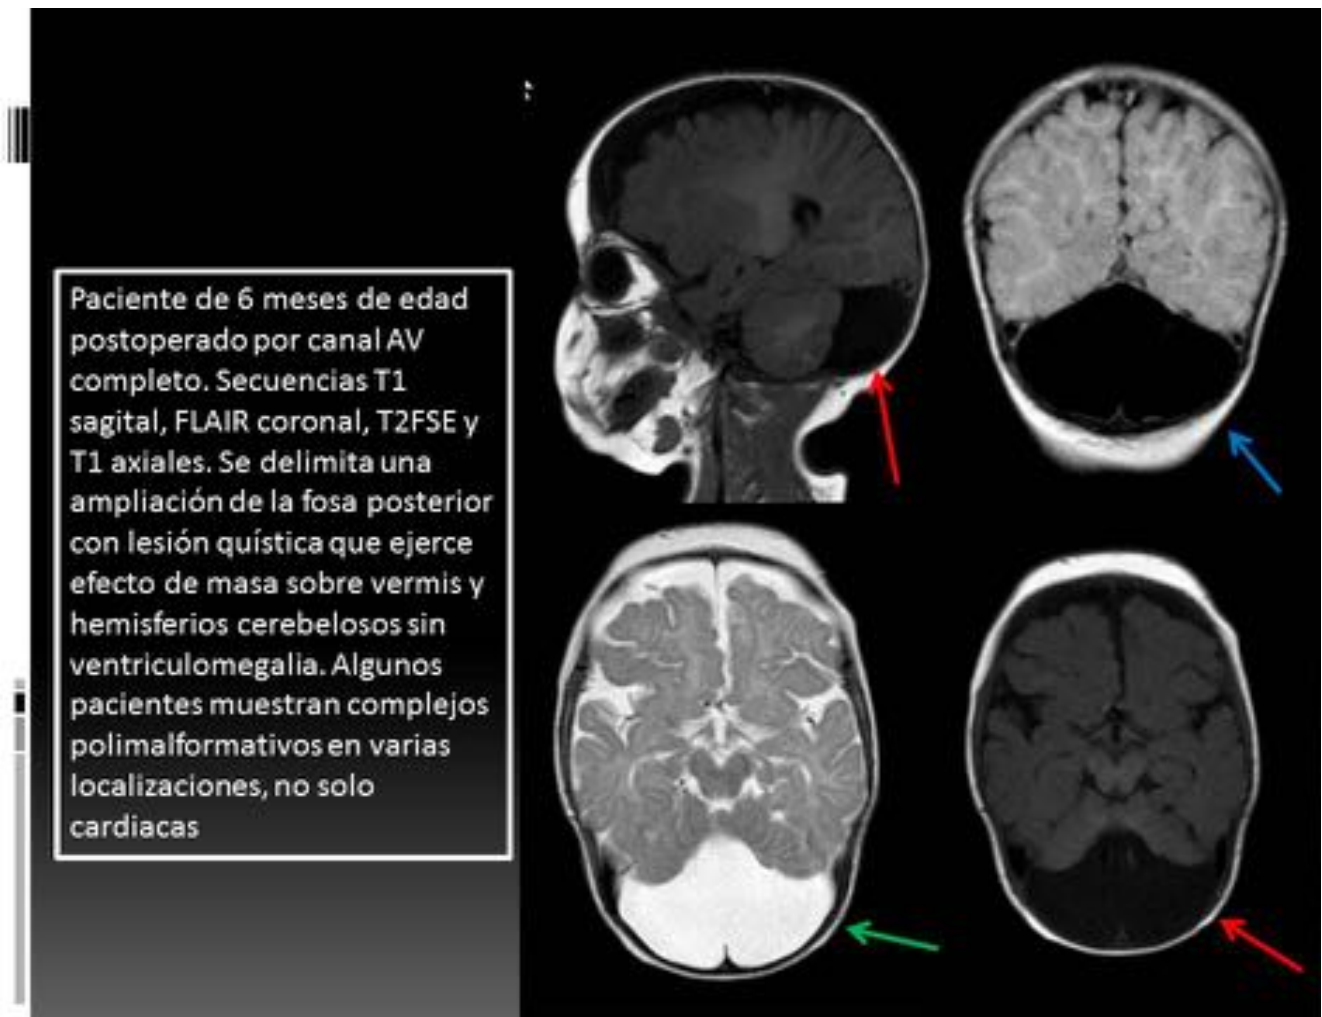 Paciente de 6 meses de edad
postoperado por canal AV
completo. Secuencias T1
sagital, FLAIR coronal, T2FSE y
T1 axiales. Se delimita una
ampliación de la fosa posterior
con lesión quística que ejerce
efecto de masa sobre vermis y
hemisferios cerebelosos sin
ventriculomegalia. Algunos
pacientes muestran complejos
polimalformativos en varias
localizaciones, no solo
cardiacas